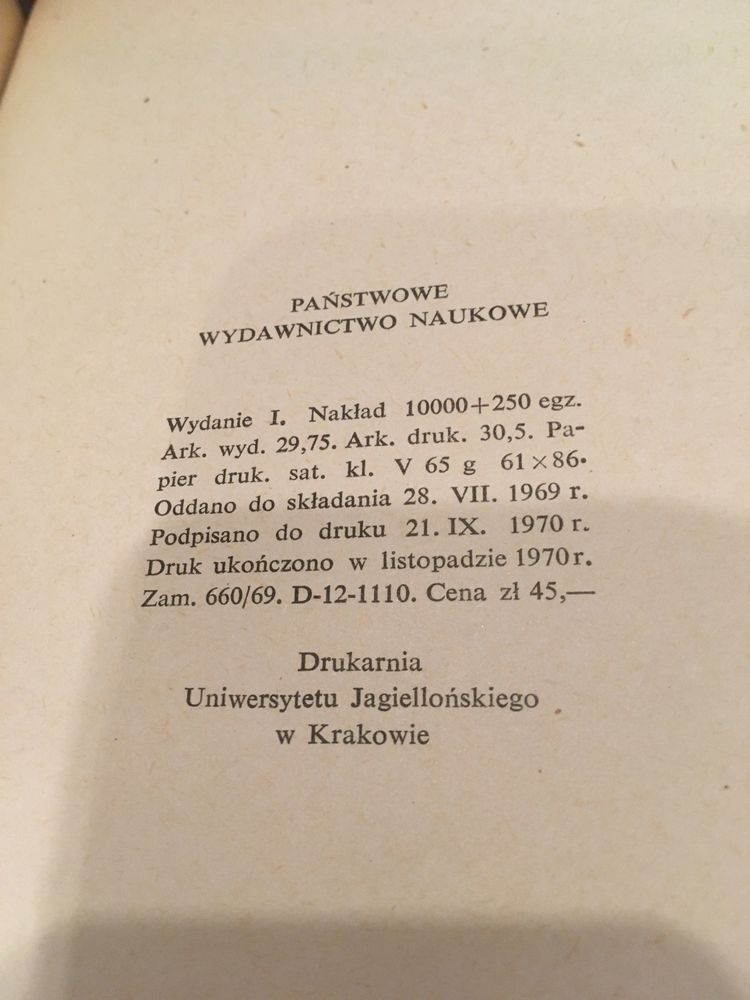 PAŃSTWOWE
WYDAWNICTWO NAUKOWE
Wydanie I. Nakład 10000+250 egz.
Ark. wyd. 29,75. Ark. druk. 30,5. Pa-
pier druk. sat. kl. V 65 g 61×86.
Oddano do składania 28. VII. 1969 r.
Podpisano do druku 21. IX. 1970 r.
Druk ukończono w listopadzie 1970 r.
Zam. 660/69. D-12-1110. Cena zł 45,—
Drukarnia
Uniwersytetu Jagiellońskiego
w Krakowie